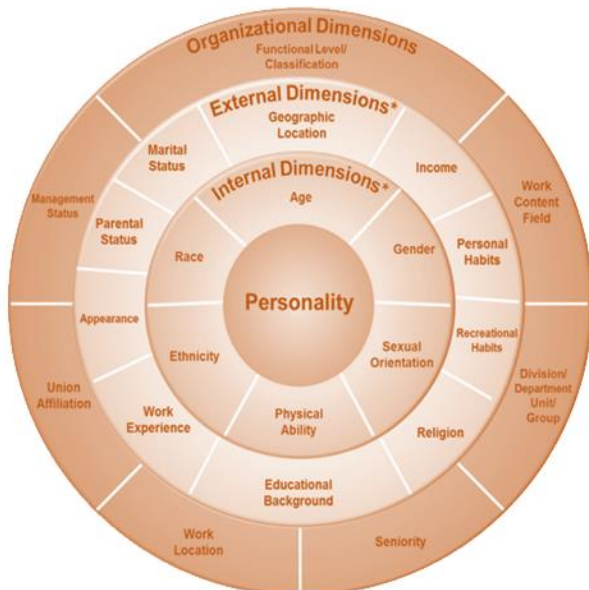 Organizational Dimensions
Functional Level/
Classification
External Dimensions*
Geographic
Location
Marital
Status
Income
Internal Dimensions*
Age
Management
Status
Work
Content
Field
Parental
Status
Race
Gender
Personal
Habits
Personality
Appearance
Recreational
Habits
Ethnicity
Sexual
Orientation
Union
Affiliation
Division/
Department
Unit/
Group
Work
Experience
Physical
Ability
Religion
Educational
Background
Work
Location
Seniority